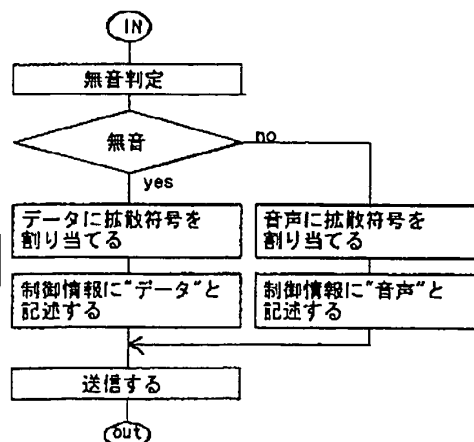 IN
無音判定
無音
no
yes
データに拡散符号を
割り当てる
音声に拡散符号を
割り当てる
制御情報に"データ"と
記述する
制御情報に"音声"と
記述する
送信する
out